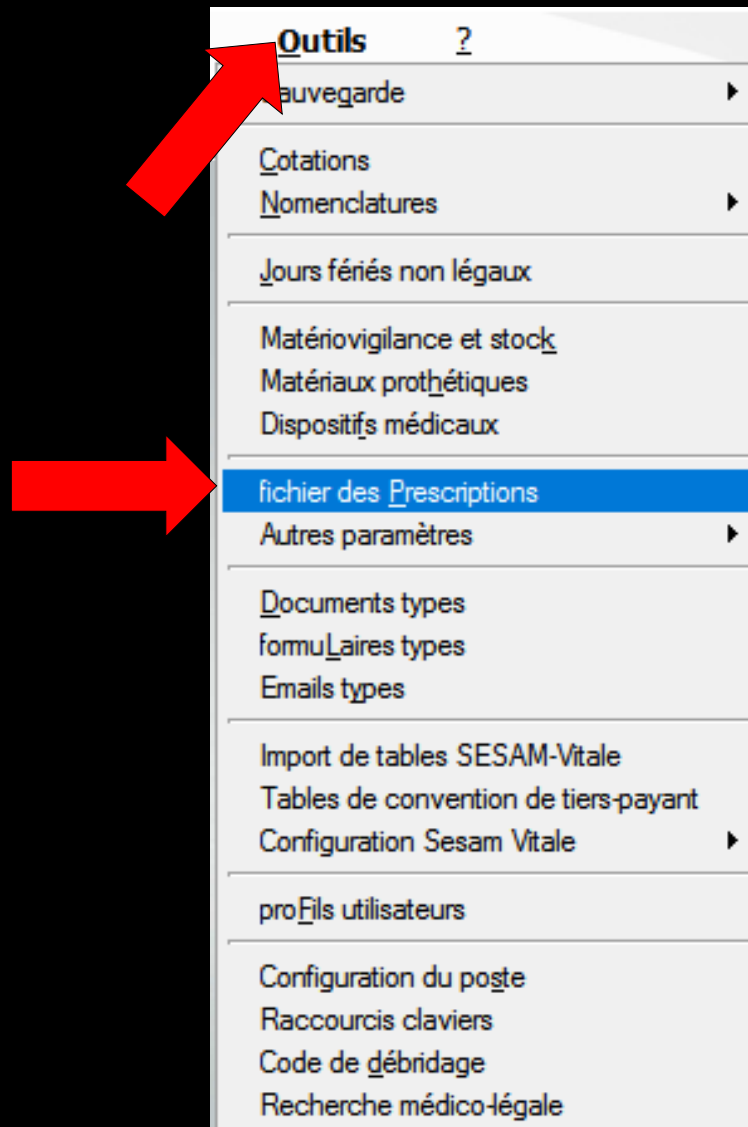 Outils ?
auvegarde
Cotations
Nomenclatures
Jours fériés non légaux
Matériovigilance et stock
Matériaux prothétiques
Dispositifs médicaux
fichier des Prescriptions
Autres paramètres
Documents types
formuLaires types
Emails types
Import de tables SESAM-Vitale
Tables de convention de tiers-payant
Configuration Sesam Vitale
proFils utilisateurs
Configuration du poste
Raccourcis claviers
Code de débridage
Recherche médico-légale